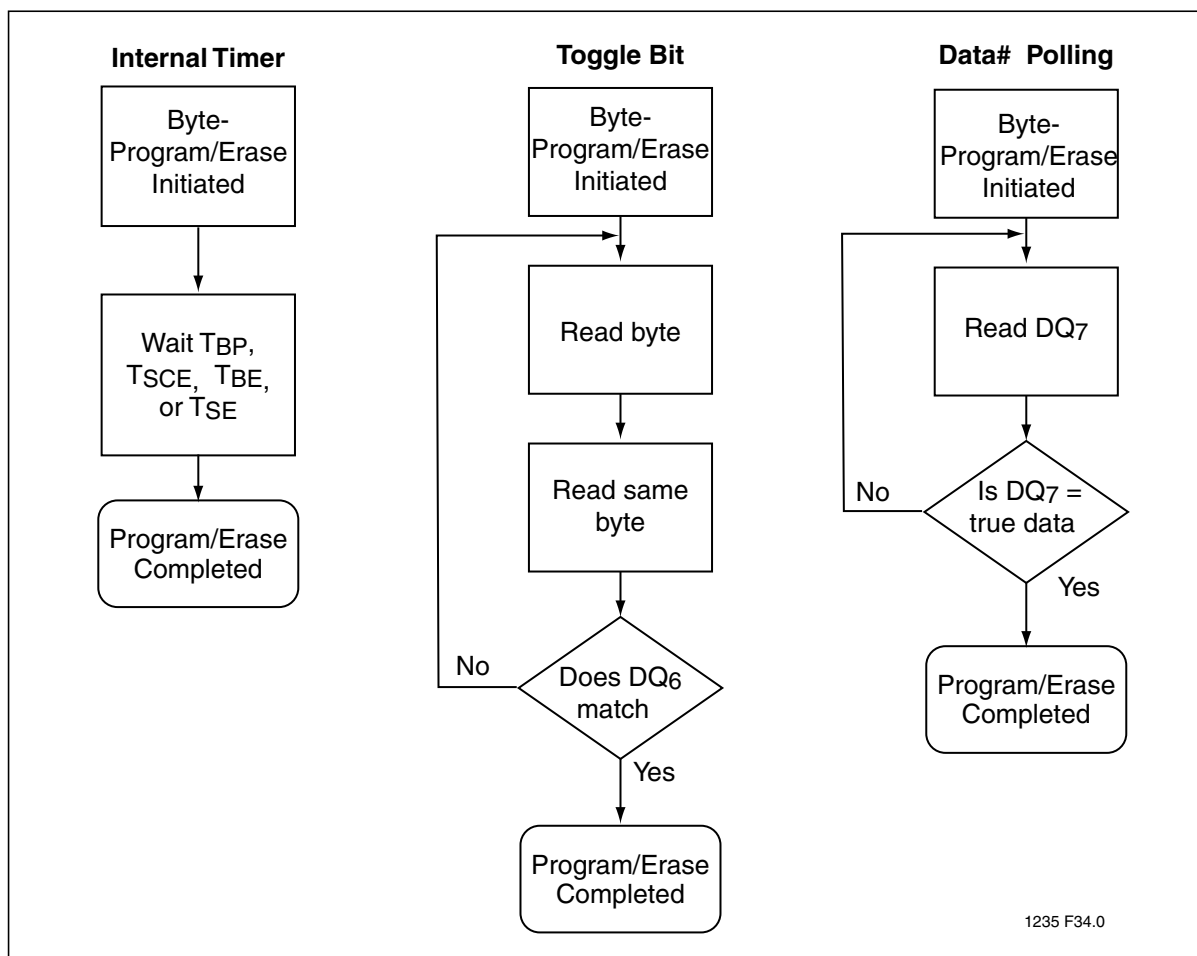 Internal Timer
Byte-
Program/Erase
Initiated
Wait TBP,
TSCE, TBE,
or TSE
Program/Erase
Completed
Toggle Bit
Byte-
Program/Erase
Initiated
Read byte
Read same
byte
No
Does DQ6
match
Yes
Program/Erase
Completed
Data# Polling
Byte-
Program/Erase
Initiated
Read DQ7
No
Is DQ7 =
true data
Yes
Program/Erase
Completed
1235 F34.0